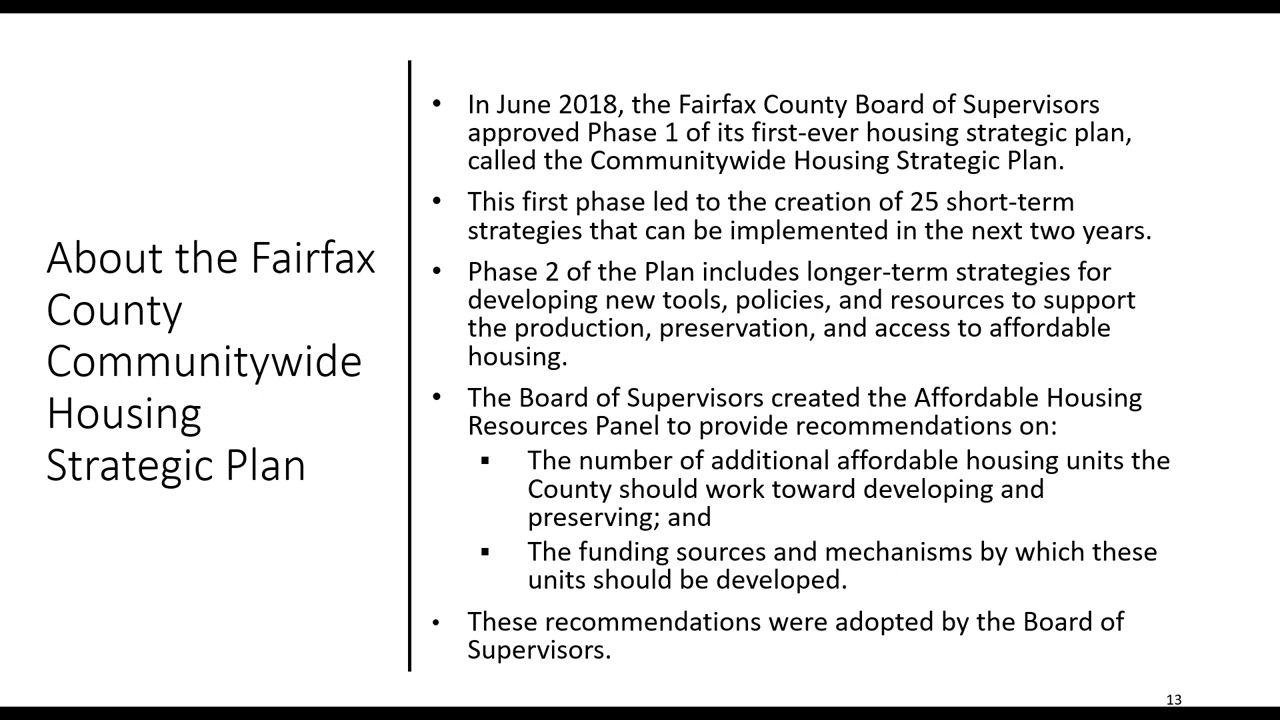 About the Fairfax
County
Communitywide
Housing
Strategic Plan
• In June 2018, the Fairfax County Board of Supervisors
approved Phase 1 of its first-ever housing strategic plan,
called the Communitywide Housing Strategic Plan.
• This first phase led to the creation of 25 short-term
strategies that can be implemented in the next two years.
• Phase 2 of the Plan includes longer-term strategies for
developing new tools, policies, and resources to support
the production, preservation, and access to affordable
housing.
• The Board of Supervisors created the Affordable Housing
Resources Panel to provide recommendations on:
▪ The number of additional affordable housing units the
County should work toward developing and
preserving; and
▪ The funding sources and mechanisms by which these
units should be developed.
• These recommendations were adopted by the Board of
Supervisors.
13